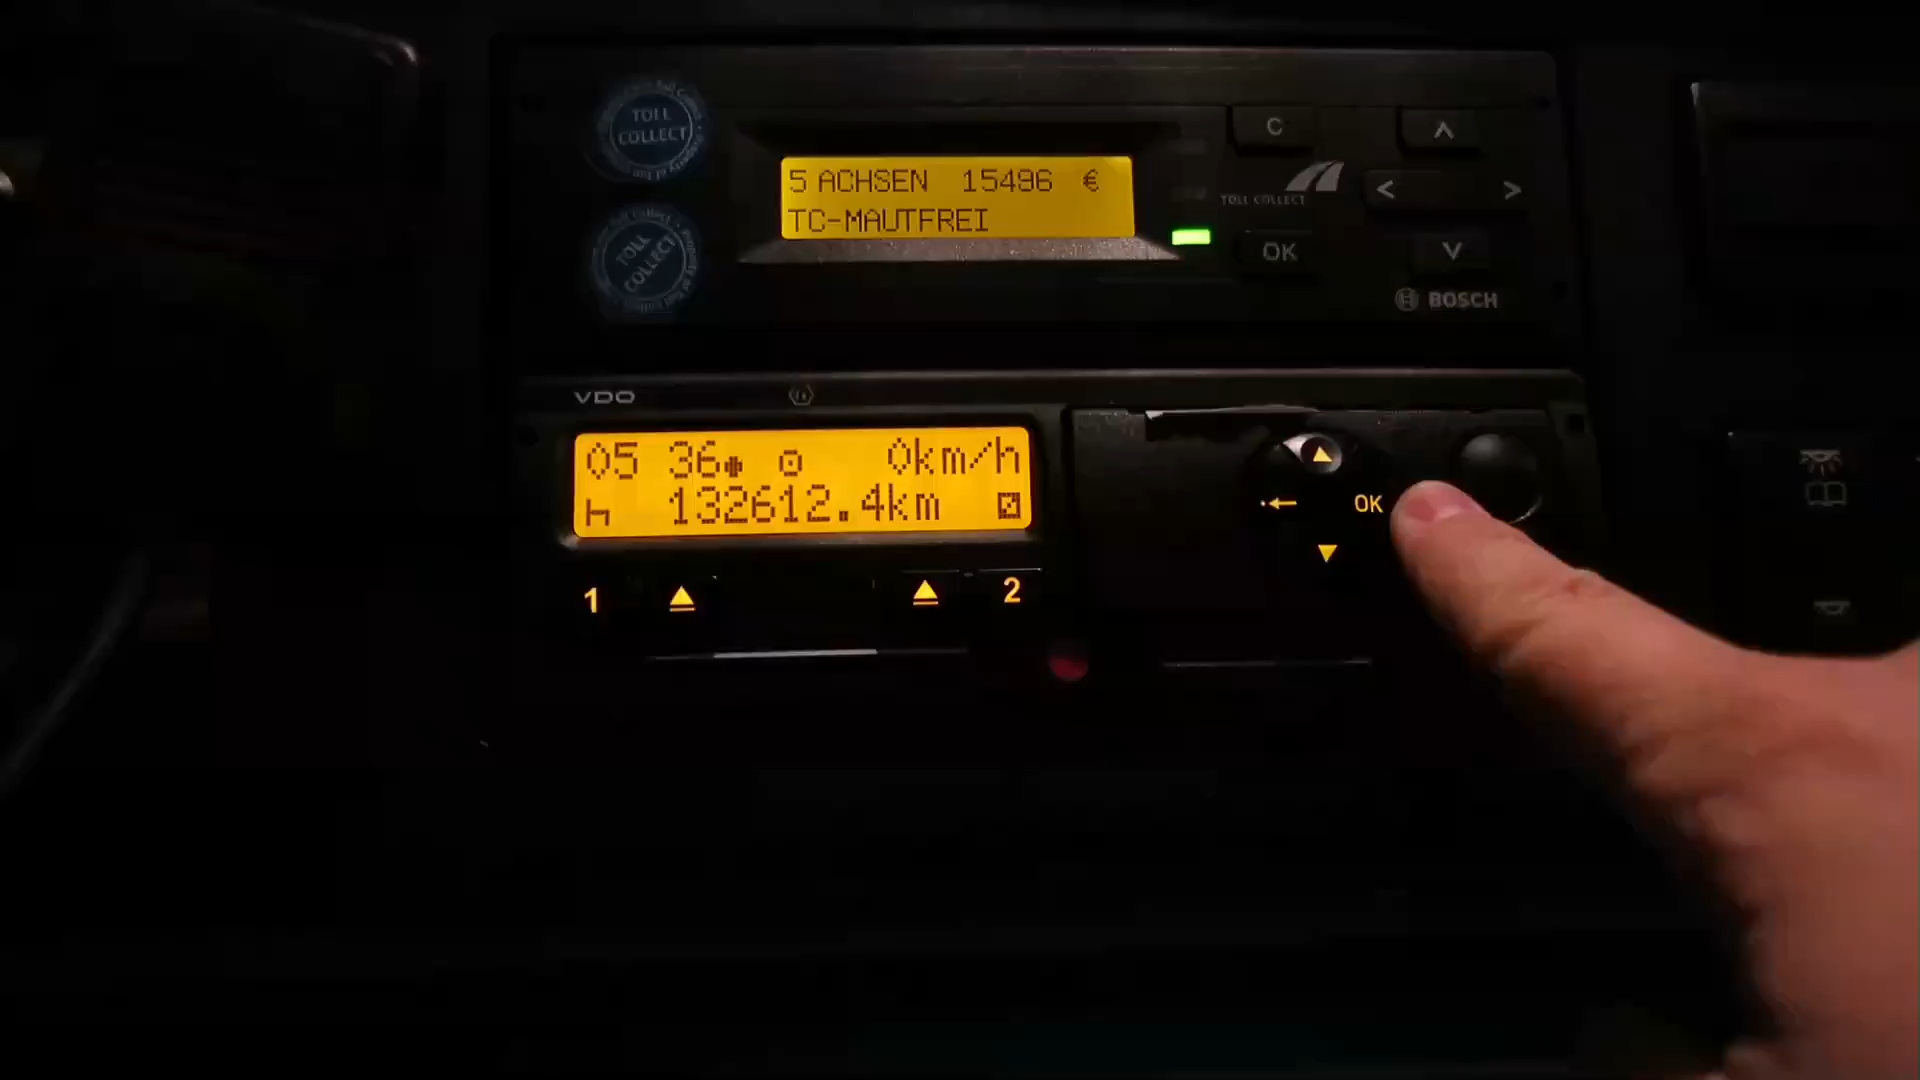 TOLL
COLLECT
TOLL
COLLECT
5 ACHSEN 15496 €
TC-MAUTFREI
C
TOLL COLLECT
OK
BOSCH
VDO
05 36 0km/h
132612.4km
OK
1
2